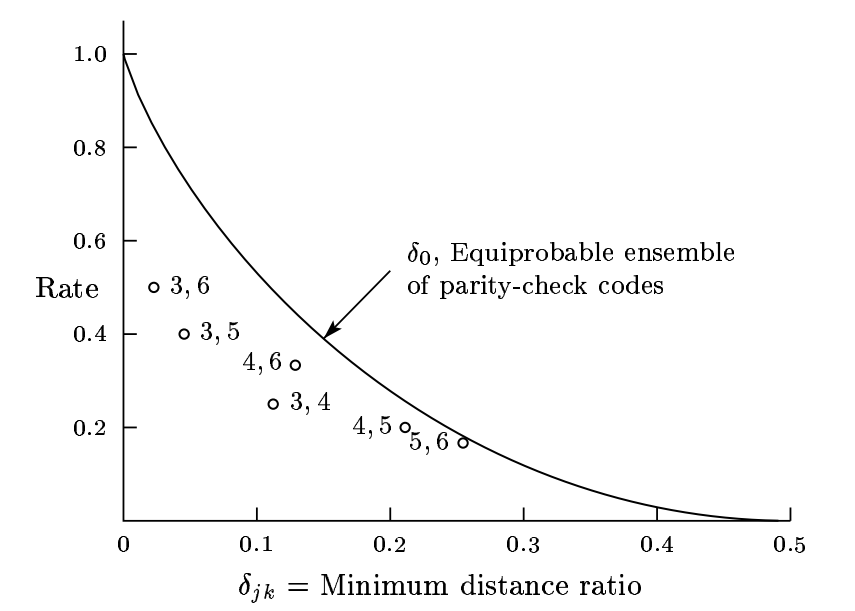 1.0
0.8
0.6
δ₀, Equiprobable ensemble
of parity-check codes
Rate
3, 6
0.4
3, 5
4, 6
3, 4
0.2
4, 5
5, 6
0 0.1 0.2 0.3 0.4 0.5
δⱼₖ = Minimum distance ratio